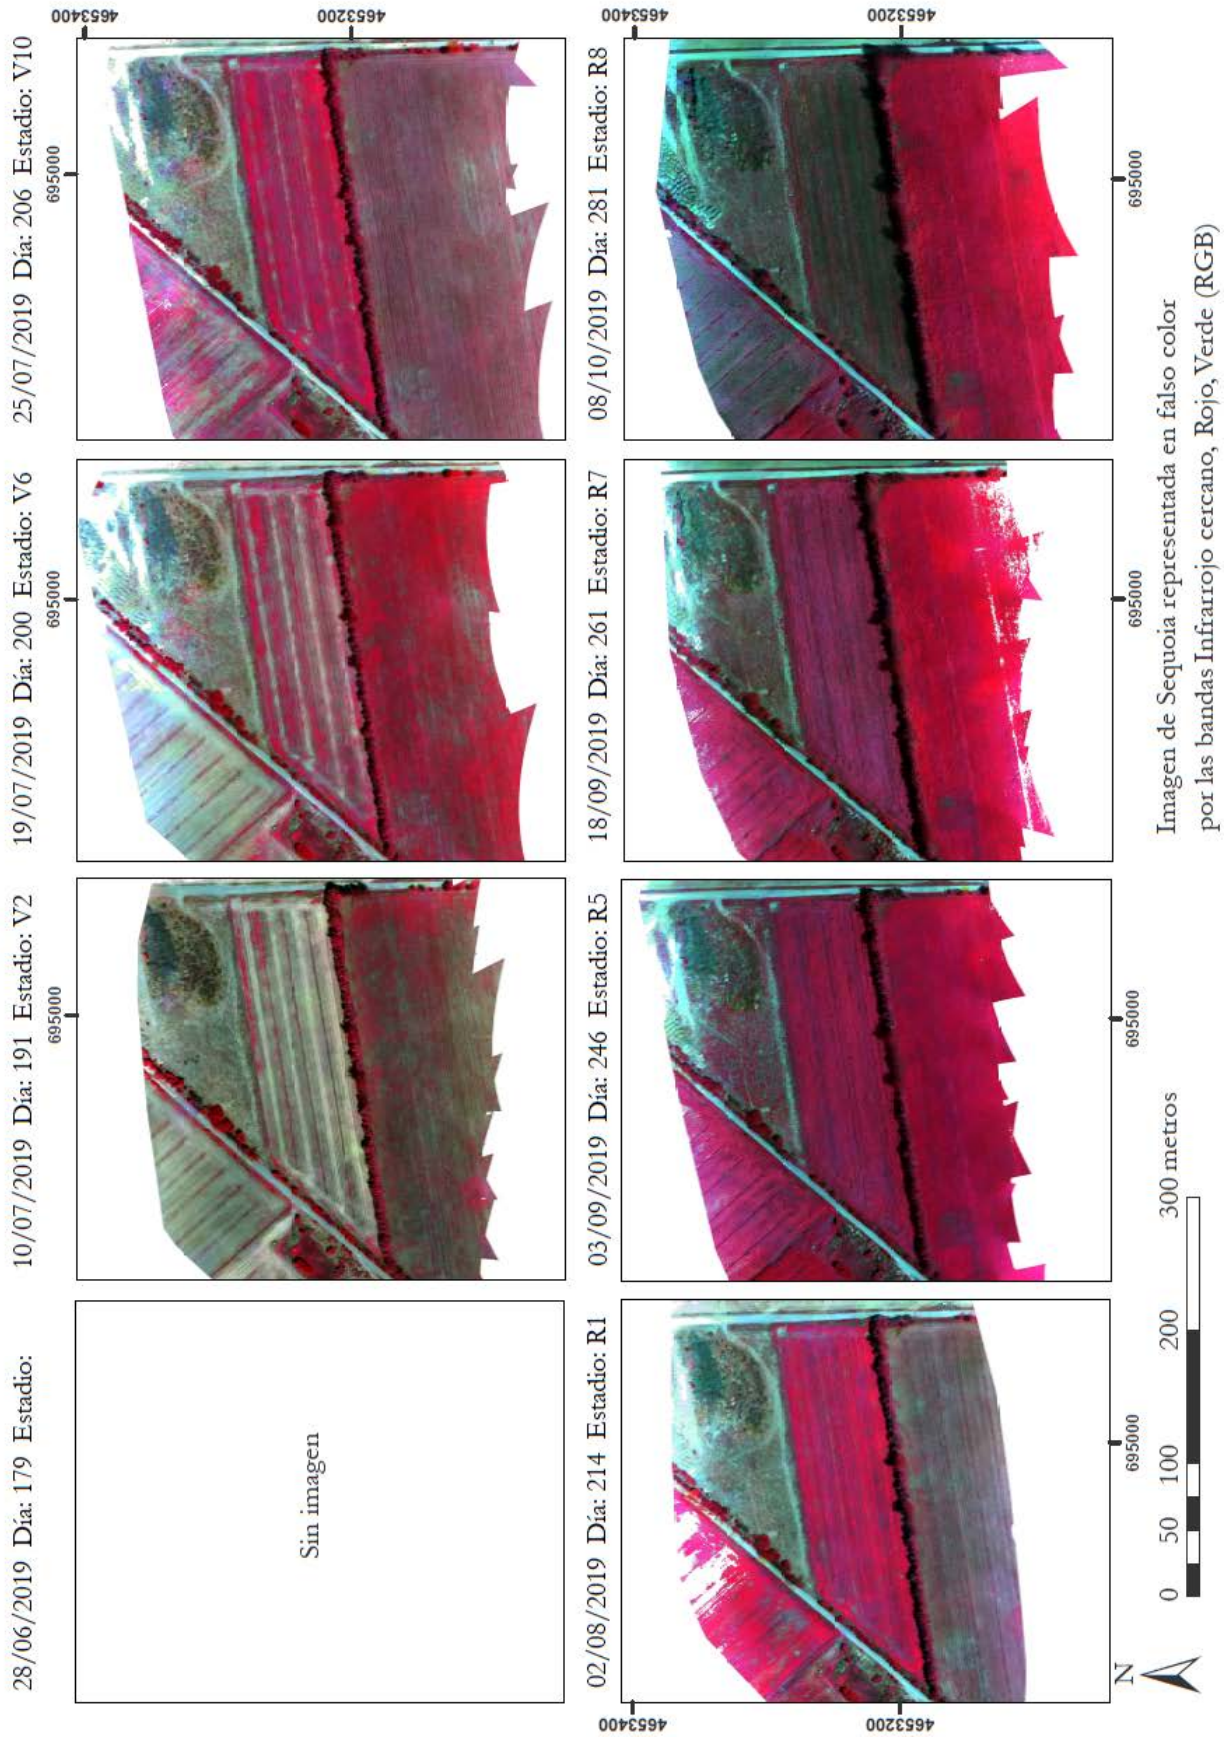 28/06/2019 Día: 179 Estadio:
10/07/2019 Día: 191 Estadio: V2
19/07/2019 Día: 200 Estadio: V6
25/07/2019 Día: 206 Estadio: V10
695000
695000
695000
4653400
4653200
Sin imagen
02/08/2019 Día: 214 Estadio: R1
03/09/2019 Día: 246 Estadio: R5
18/09/2019 Día: 261 Estadio: R7
08/10/2019 Día: 281 Estadio: R8
4653400
4653200
4653400
4653200
695000
695000
695000
695000
N
0 50 100 200 300 metros
Imagen de Sequoia representada en falso color
por las bandas Infrarrojo cercano, Rojo, Verde (RGB)